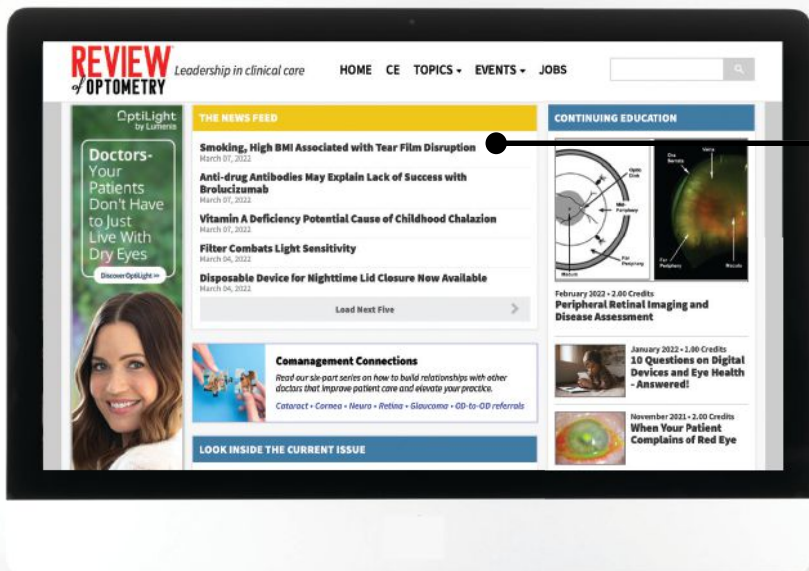 REVIEW
of OPTOMETRY
Leadership in clinical care
HOME CE TOPICS EVENTS JOBS
OptiLight
by Lumenis
Doctors-
Your
Patients
Don't Have
to Just
Live With
Dry Eyes
Discover OptiLight >>
THE NEWS FEED
Smoking, High BMI Associated with Tear Film Disruption
March 07, 2022
Anti-drug Antibodies May Explain Lack of Success with
Brolucizumab
March 07, 2022
Vitamin A Deficiency Potential Cause of Childhood Chalazion
March 07, 2022
Filter Combats Light Sensitivity
March 04, 2022
Disposable Device for Nighttime Lid Closure Now Available
March 04, 2022
Load Next Five
Comanagement Connections
Read our six-part series on how to build relationships with other
doctors that improve patient care and elevate your practice.
Cataract • Cornea • Neuro • Retina • Glaucoma • OD-to-OD referrals
LOOK INSIDE THE CURRENT ISSUE
CONTINUING EDUCATION
Ora
Serrata
Optic
Disk
Mid-
Periphery
Far
Periphery
Macula
Far
Periphery
Macula
February 2022 • 2.00 Credits
Peripheral Retinal Imaging and
Disease Assessment
January 2022 • 1.00 Credits
10 Questions on Digital
Devices and Eye Health
- Answered!
November 2021 • 2.00 Credits
When Your Patient
Complains of Red Eye